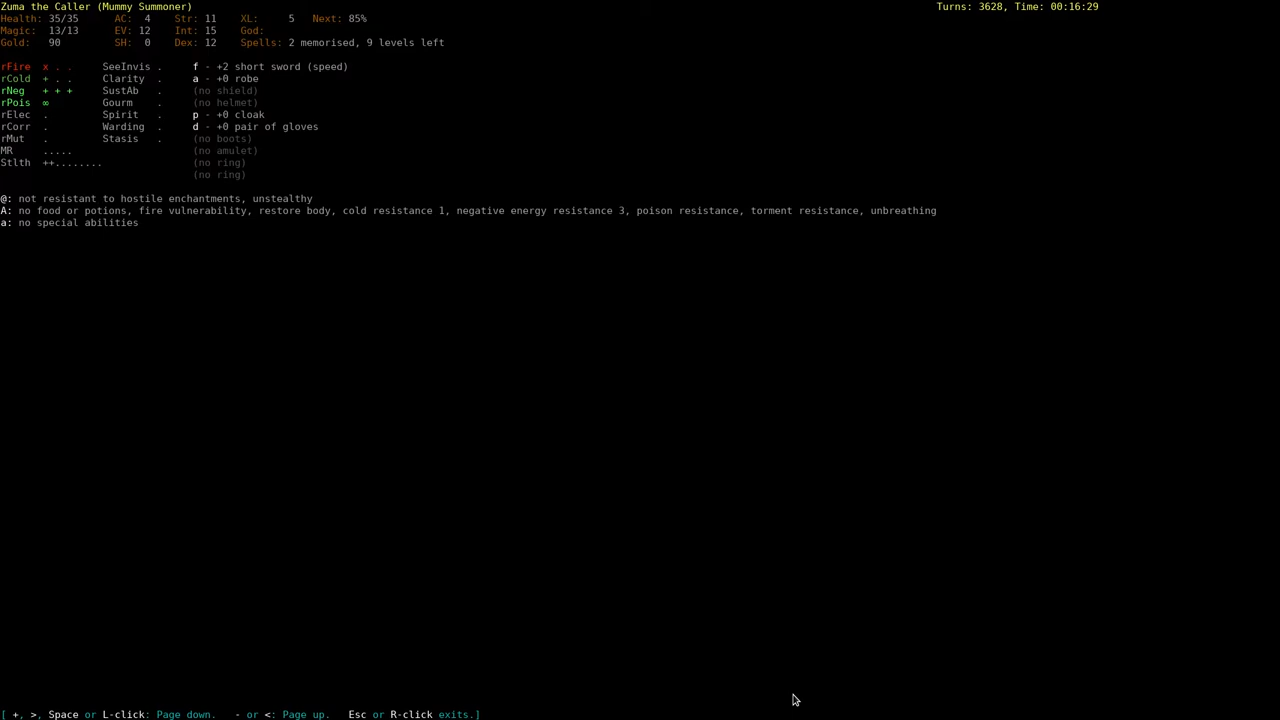 Zuma the Caller (Mummy Summoner) Turns: 3628, Time: 00:16:29
Health: 35/35 AC: 4 Str: 11 XL: 5 Next: 85%
Magic: 13/13 EV: 12 Int: 15 God:
Gold: 90 SH: 0 Dex: 12 Spells: 2 memorised, 9 levels left
rFire x . . SeeInvis . f - +2 short sword (speed)
rCold + . . Clarity . a - +0 robe
rNeg + + + SustAb . (no shield)
rPois ∞ Gourm . (no helmet)
rElec . Spirit . p - +0 cloak
rCorr . Warding . d - +0 pair of gloves
rMut . Stasis . (no boots)
MR ..... (no amulet)
Stlth ++........ (no ring)
(no ring)
@: not resistant to hostile enchantments, unstealthy
A: no food or potions, fire vulnerability, restore body, cold resistance 1, negative energy resistance 3, poison resistance, torment resistance, unbreathing
a: no special abilities
[ +, >, Space or L-click: Page down. - or <: Page up. Esc or R-click exits.]